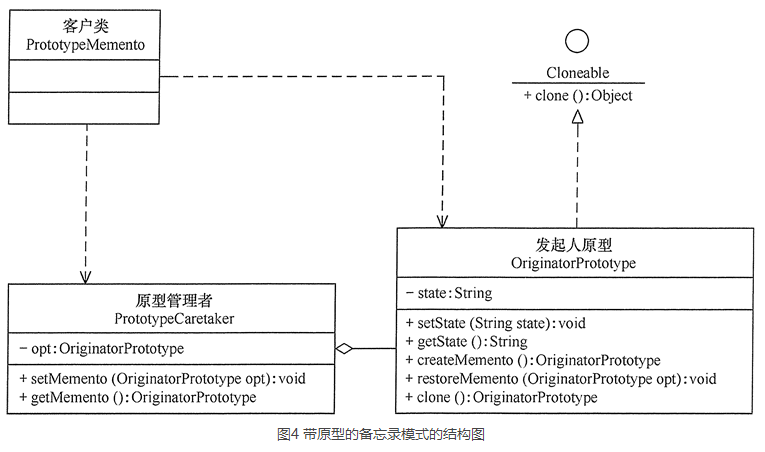 客户类
PrototypeMemento
Cloneable
+ clone ():Object
发起人原型
OriginatorPrototype
- state:String
+ setState (String state):void
+ getState ():String
+ createMemento ():OriginatorPrototype
+ restoreMemento (OriginatorPrototype opt):void
+ clone ():OriginatorPrototype
原型管理者
PrototypeCaretaker
- opt:OriginatorPrototype
+ setMemento (OriginatorPrototype opt):void
+ getMemento ():OriginatorPrototype
图4 带原型的备忘录模式的结构图